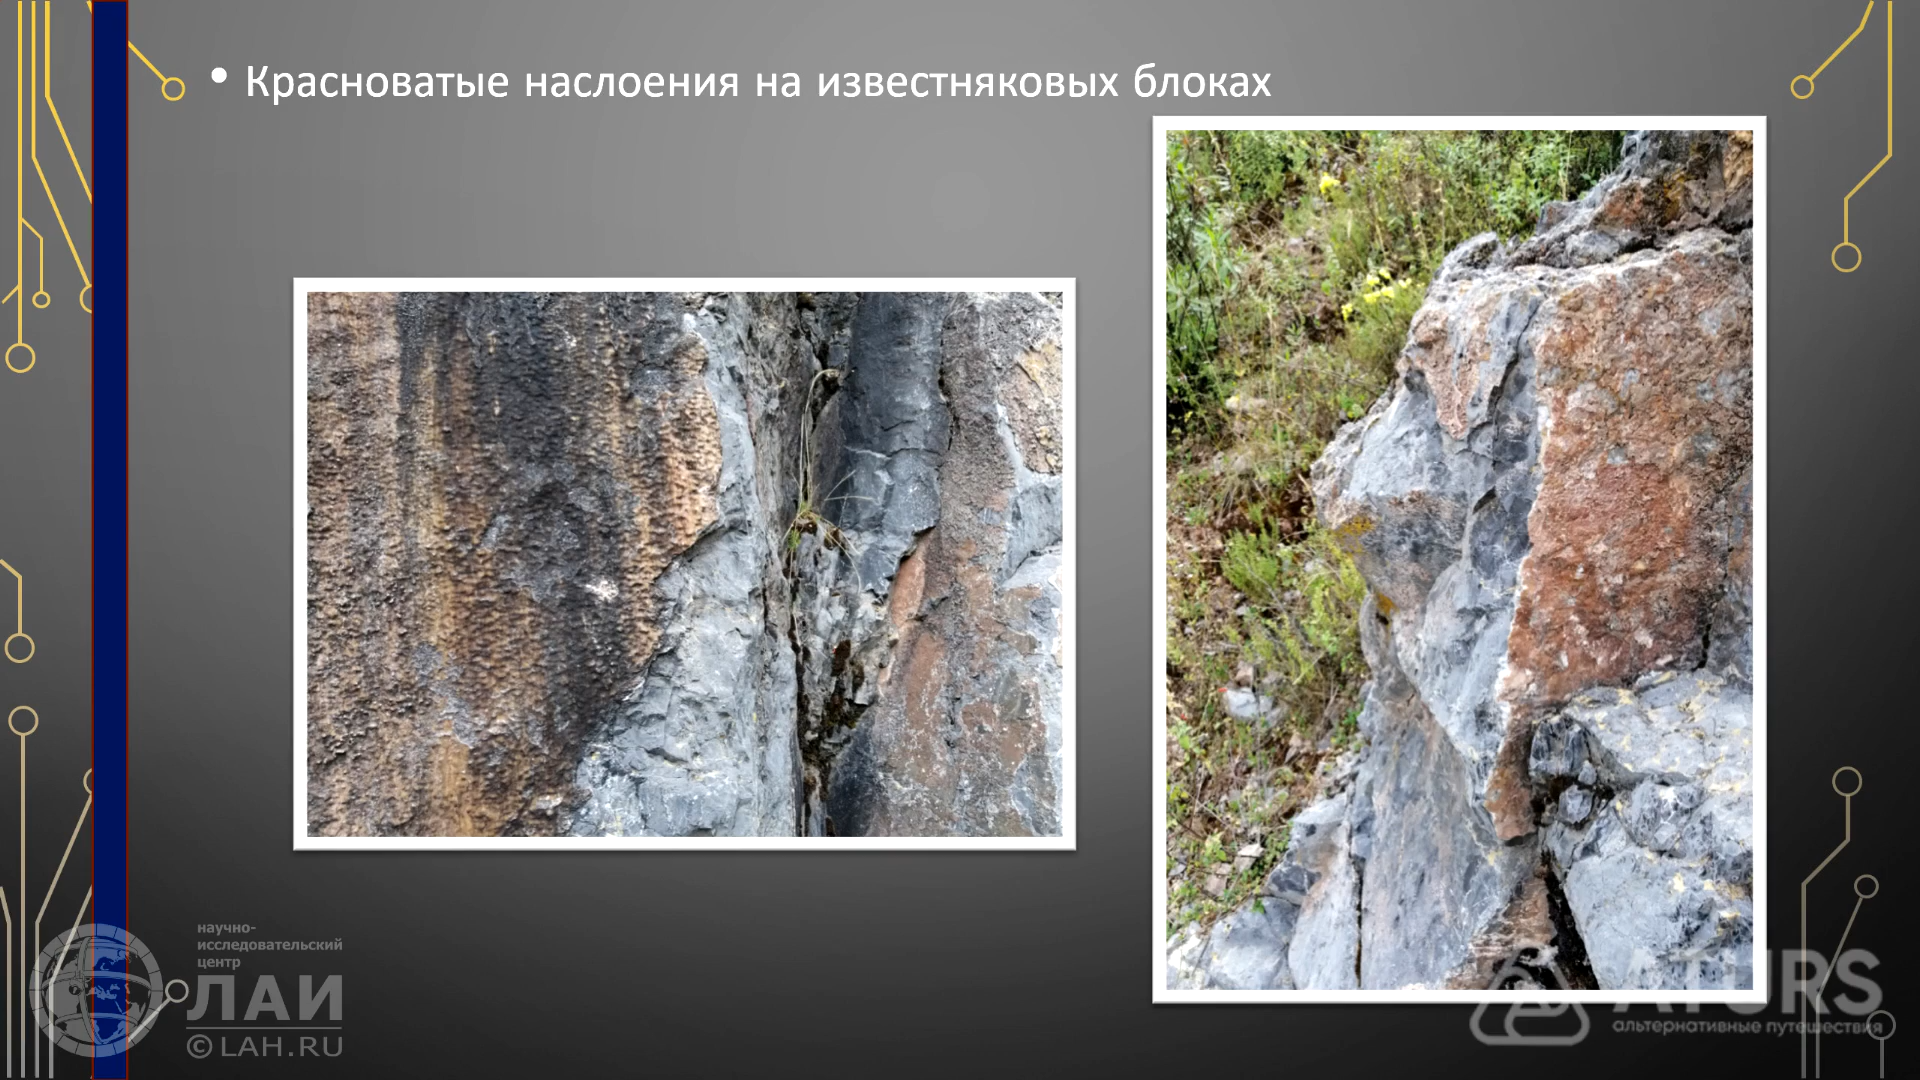 • Красноватые наслоения на известняковых блоках
научно-
исследовательский
центр
ЛАИ
© LAH.RU
ATURS
альтернативные путешествия